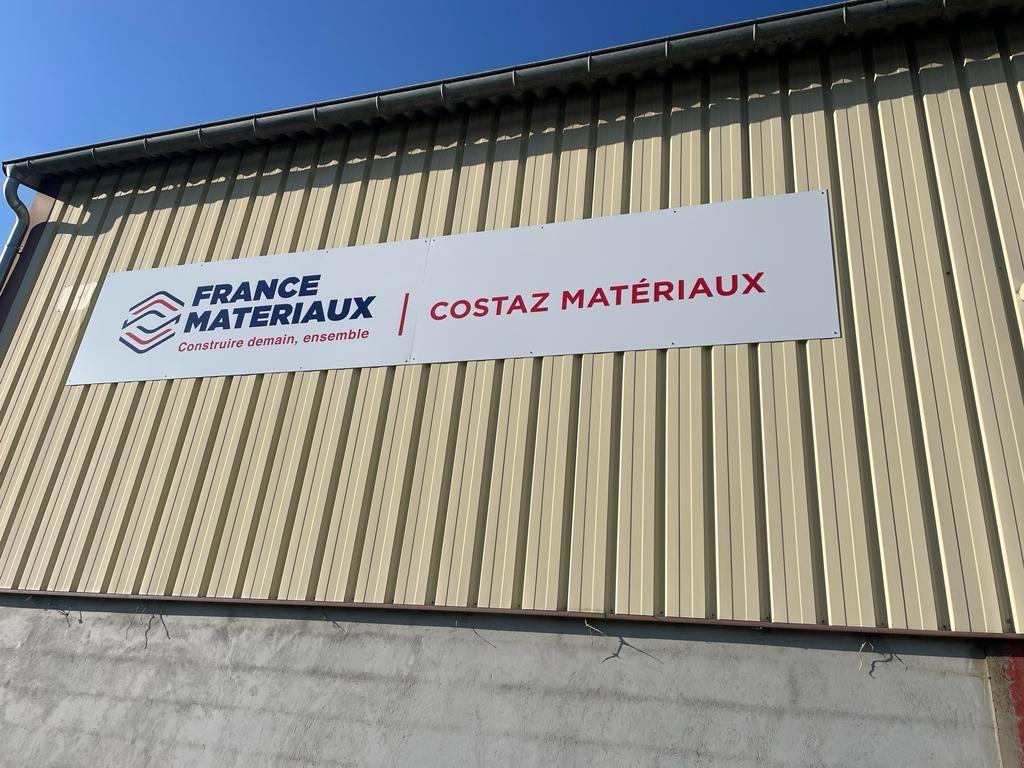 FRANCE
MATERIAUX
Construire demain, ensemble
COSTAZ MATÉRIAUX